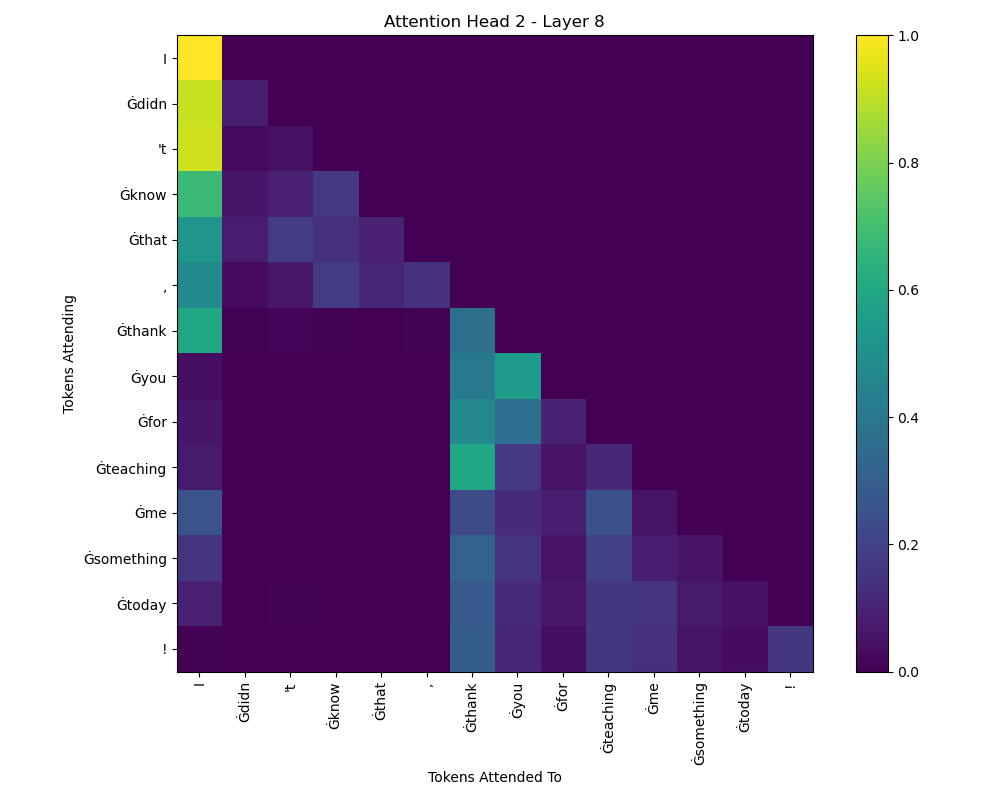 Attention Head 2 - Layer 8
I
Ġdidn
't
Ġknow
Ġthat
,
Ġthank
Ġyou
Ġfor
Ġteaching
Ġme
Ġsomething
Ġtoday
!
Tokens Attending
I
Ġdidn
't
Ġknow
Ġthat
,
Ġthank
Ġyou
Ġfor
Ġteaching
Ġme
Ġsomething
Ġtoday
!
Tokens Attended To
1.0
0.8
0.6
0.4
0.2
0.0